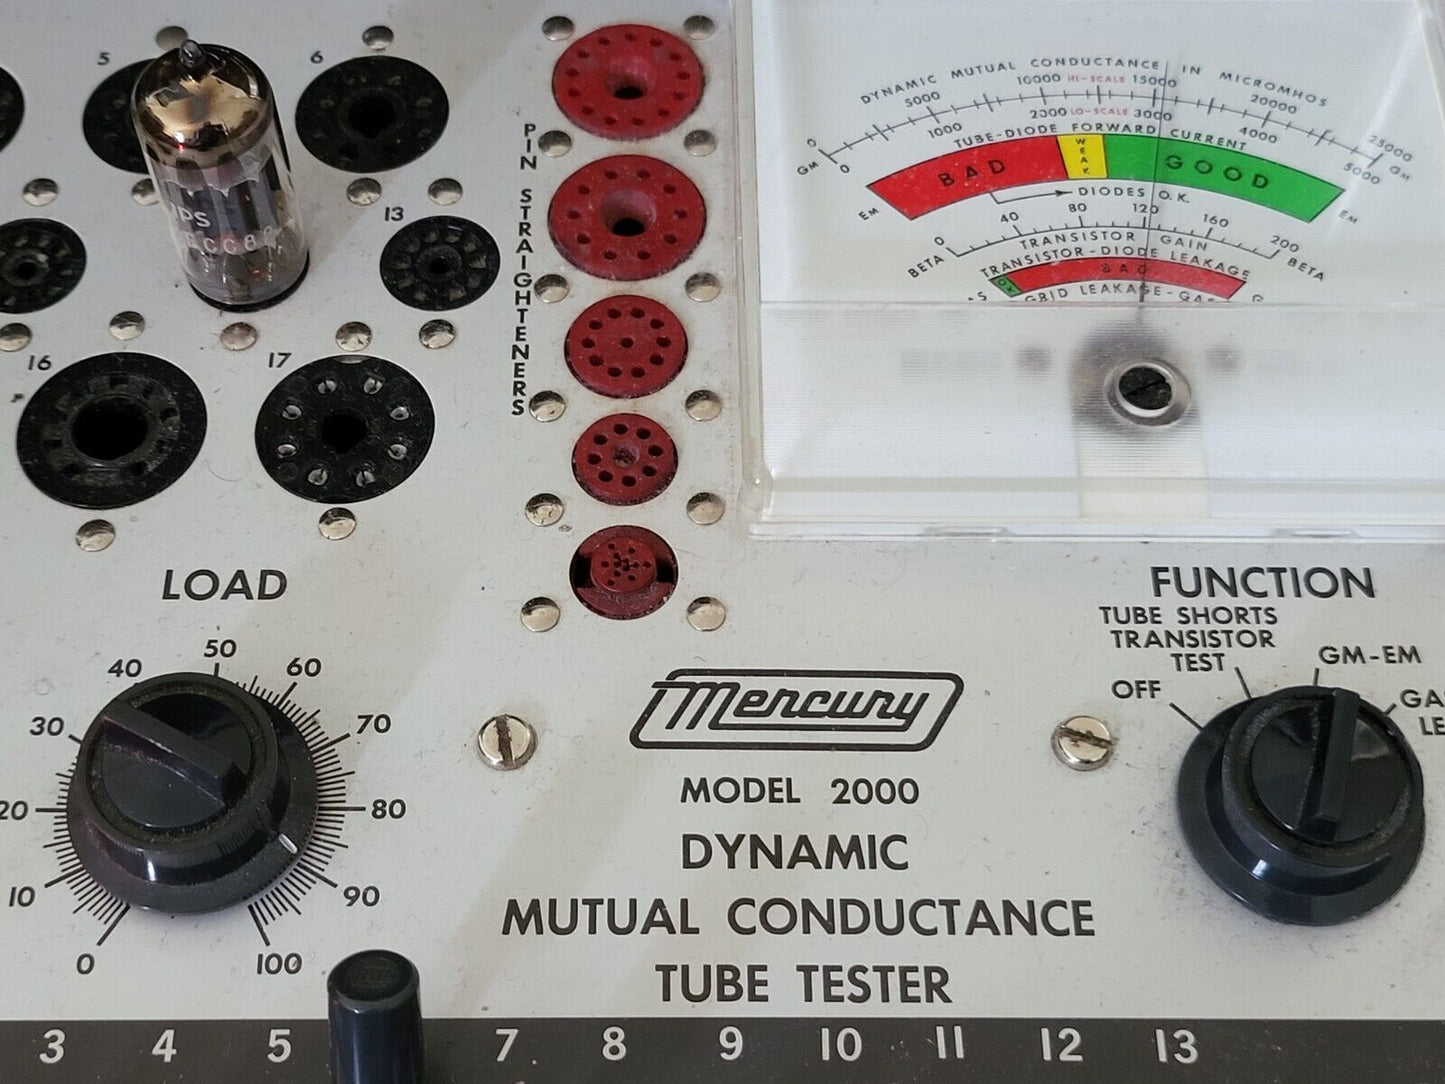 5
6
13
16
17
PIN STRAIGHTENERS
DYNAMIC MUTUAL CONDUCTANCE IN MICROMHOS
0 5000 10000 HI-SCALE 15000 20000 25000
GM 0 1000 2000 LO-SCALE 3000 4000 5000 GM
TUBE-DIODE FORWARD CURRENT
EM BAD WEAK GOOD EM
DIODES O.K.
0 40 80 120 160 200
BETA TRANSISTOR GAIN BETA
TRANSISTOR-DIODE LEAKAGE
OK BAD
GRID LEAKAGE-GAS
LOAD
0 10 20 30 40 50 60 70 80 90 100
FUNCTION
TUBE SHORTS
TRANSISTOR
TEST
OFF
GM-EM
Mercury
MODEL 2000
DYNAMIC
MUTUAL CONDUCTANCE
TUBE TESTER
3 4 5 7 8 9 10 11 12 13